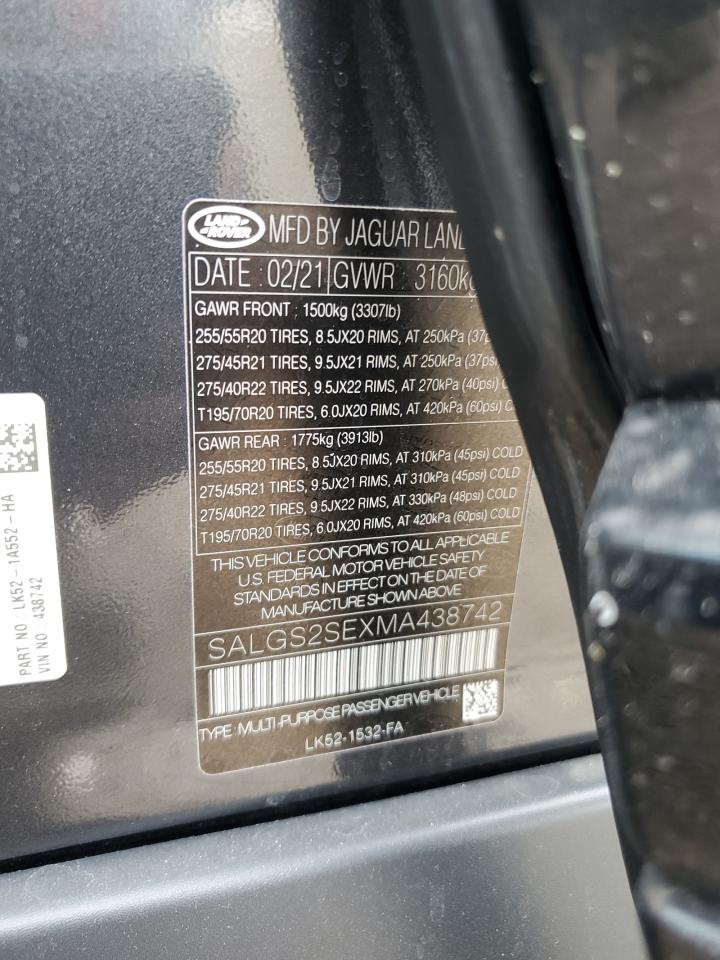 LAND ROVER
MFD BY JAGUAR LAND
DATE 02/21 GVWR 3160kg
GAWR FRONT : 1500kg (3307lb)
255/55R20 TIRES, 8.5JX20 RIMS, AT 250kPa (37p
275/45R21 TIRES, 9.5JX21 RIMS, AT 250kPa (37psi)
275/40R22 TIRES, 9.5JX22 RIMS, AT 270kPa (40psi) C
T195/70R20 TIRES, 6.0JX20 RIMS, AT 420kPa (60psi) C
GAWR REAR : 1775kg (3913lb)
255/55R20 TIRES, 8.5JX20 RIMS, AT 310kPa (45psi) COLD
275/45R21 TIRES, 9.5JX21 RIMS, AT 310kPa (45psi) COLD
275/40R22 TIRES, 9.5JX22 RIMS, AT 330kPa (48psi) COLD
T195/70R20 TIRES, 6.0JX20 RIMS, AT 420kPa (60psi) COLD
THIS VEHICLE CONFORMS TO ALL APPLICABLE
U.S. FEDERAL MOTOR VEHICLE SAFETY
STANDARDS IN EFFECT ON THE DATE OF
MANUFACTURE SHOWN ABOVE
SALGS2SEXMA438742
TYPE : MULTI-PURPOSE PASSENGER VEHICLE
LK52-1532-FA
PART NO : LK52-1A552-HA
VIN NO : 438742